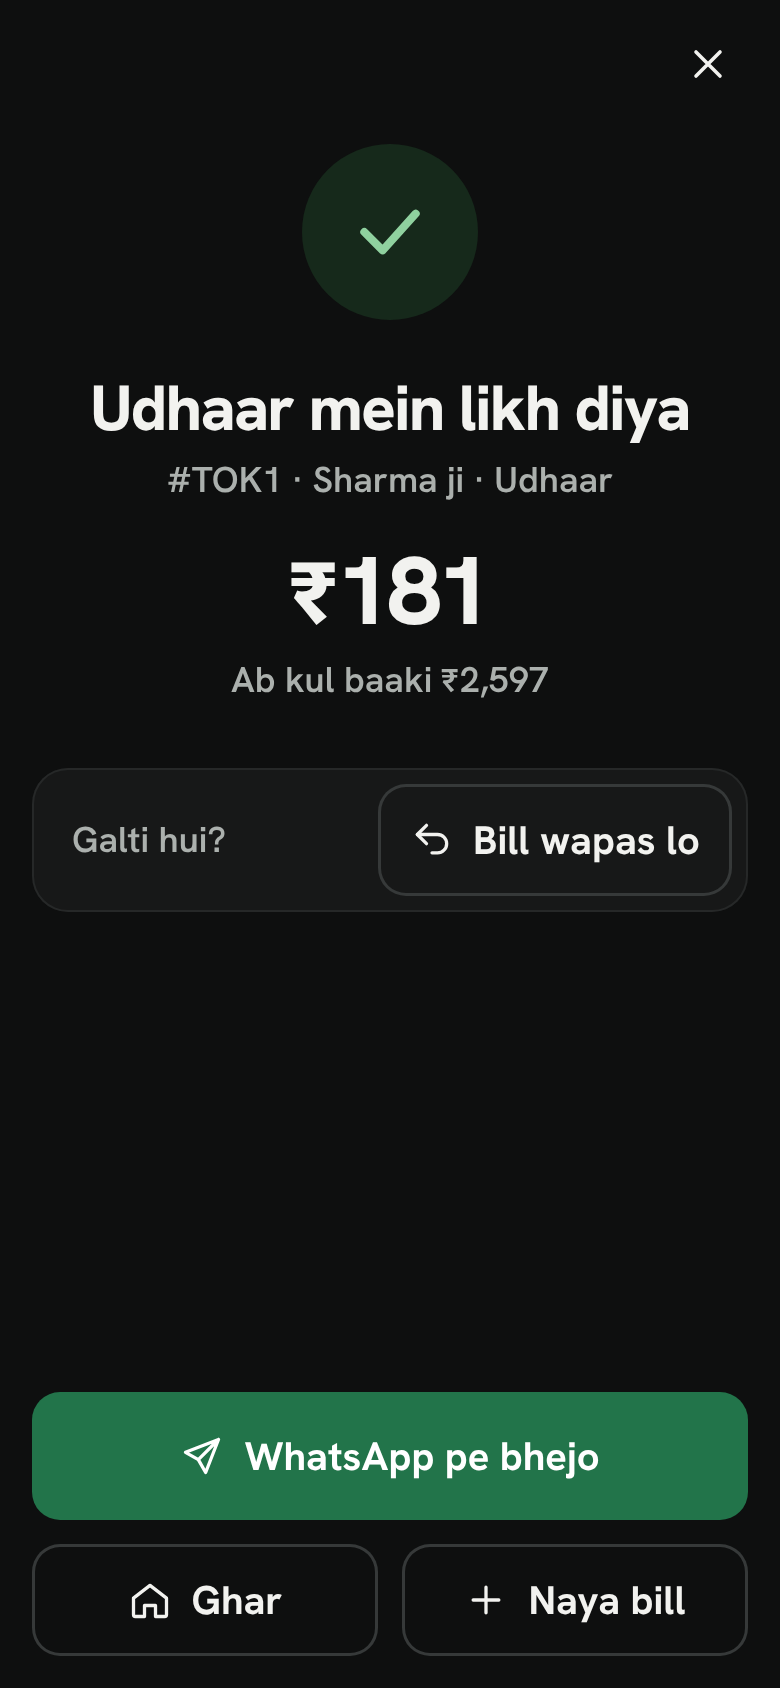 Udhaar mein likh diya
#TOK1 · Sharma ji · Udhaar
₹181
Ab kul baaki ₹2,597
Galti hui?
Bill wapas lo
WhatsApp pe bhejo
Ghar
Naya bill